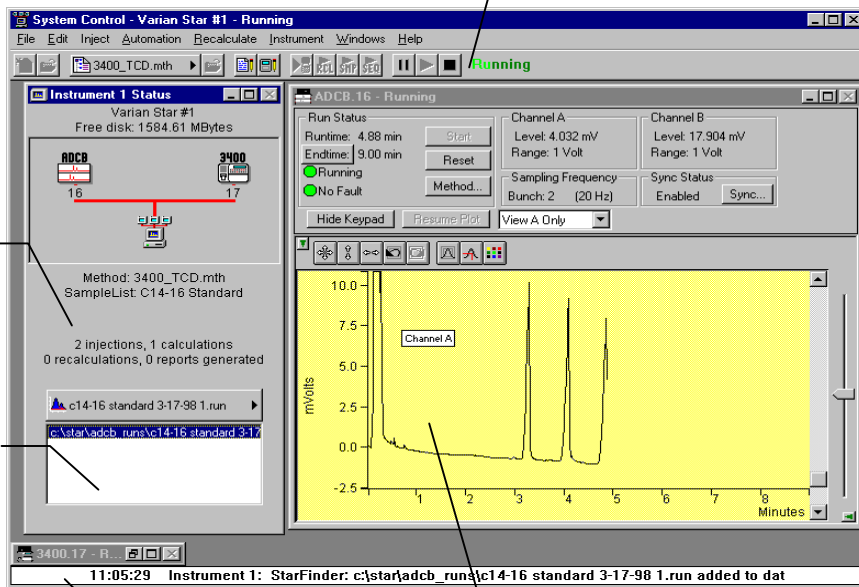 System Control - Varian Star #1 - Running
File Edit Inject Automation Recalculate Instrument Windows Help
3400_TCD.mth RCL SMP SEQ Running
Instrument 1 Status
Varian Star #1
Free disk: 1584.61 MBytes
ADCB 3400
16 17
Method: 3400_TCD.mth
SampleList: C14-16 Standard
2 injections, 1 calculations
0 recalculations, 0 reports generated
c14-16 standard 3-17-98 1.run
c:\star\adcb_runs\c14-16 standard 3-17
ADCB.16 - Running
Run Status
Runtime: 4.88 min Start
Endtime: 9.00 min Reset
Running
No Fault Method...
Channel A
Level: 4.032 mV
Range: 1 Volt
Channel B
Level: 17.904 mV
Range: 1 Volt
Sampling Frequency
Bunch: 2 (20 Hz)
Sync Status
Enabled Sync...
Hide Keypad Resume Plot View A Only
10.0
7.5
5.0
2.5
0.0
-2.5
mVolts
Channel A
1 2 3 4 5 6 7 8
Minutes
3400.17 - R...
11:05:29 Instrument 1: StarFinder: c:\star\adcb_runs\c14-16 standard 3-17-98 1.run added to dat